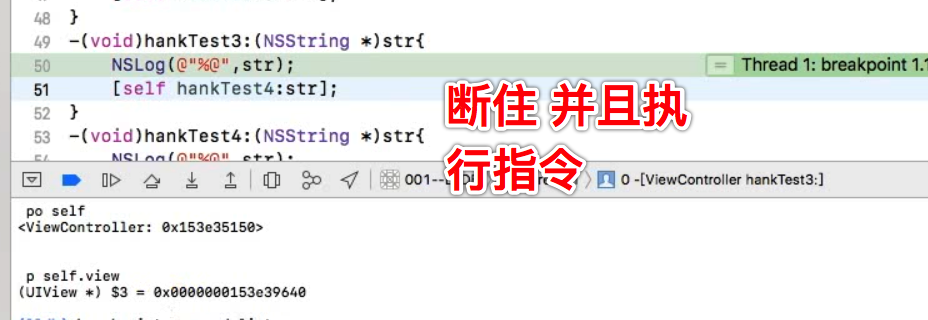 48 }
49 -(void)hankTest3:(NSString *)str{
50 NSLog(@"%@",str); = Thread 1: breakpoint 1.1
51 [self hankTest4:str];
52 }
53 -(void)hankTest4:(NSString *)str{
54 NSLog(@"%@",str);
断住 并且执
行指令
001-- 0 -[ViewController hankTest3:]
po self
<ViewController: 0x153e35150>
p self.view
(UIView *) $3 = 0x0000000153e39640